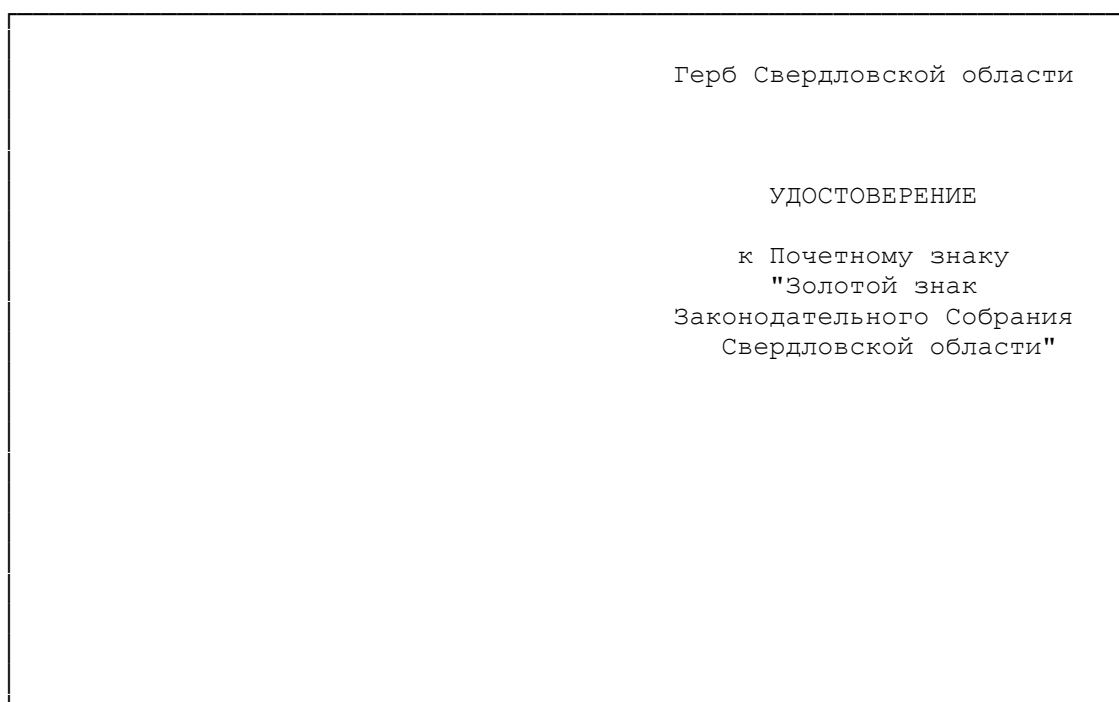 Герб Свердловской области
УДОСТОВЕРЕНИЕ
к Почетному знаку
"Золотой знак
Законодательного Собрания
Свердловской области"